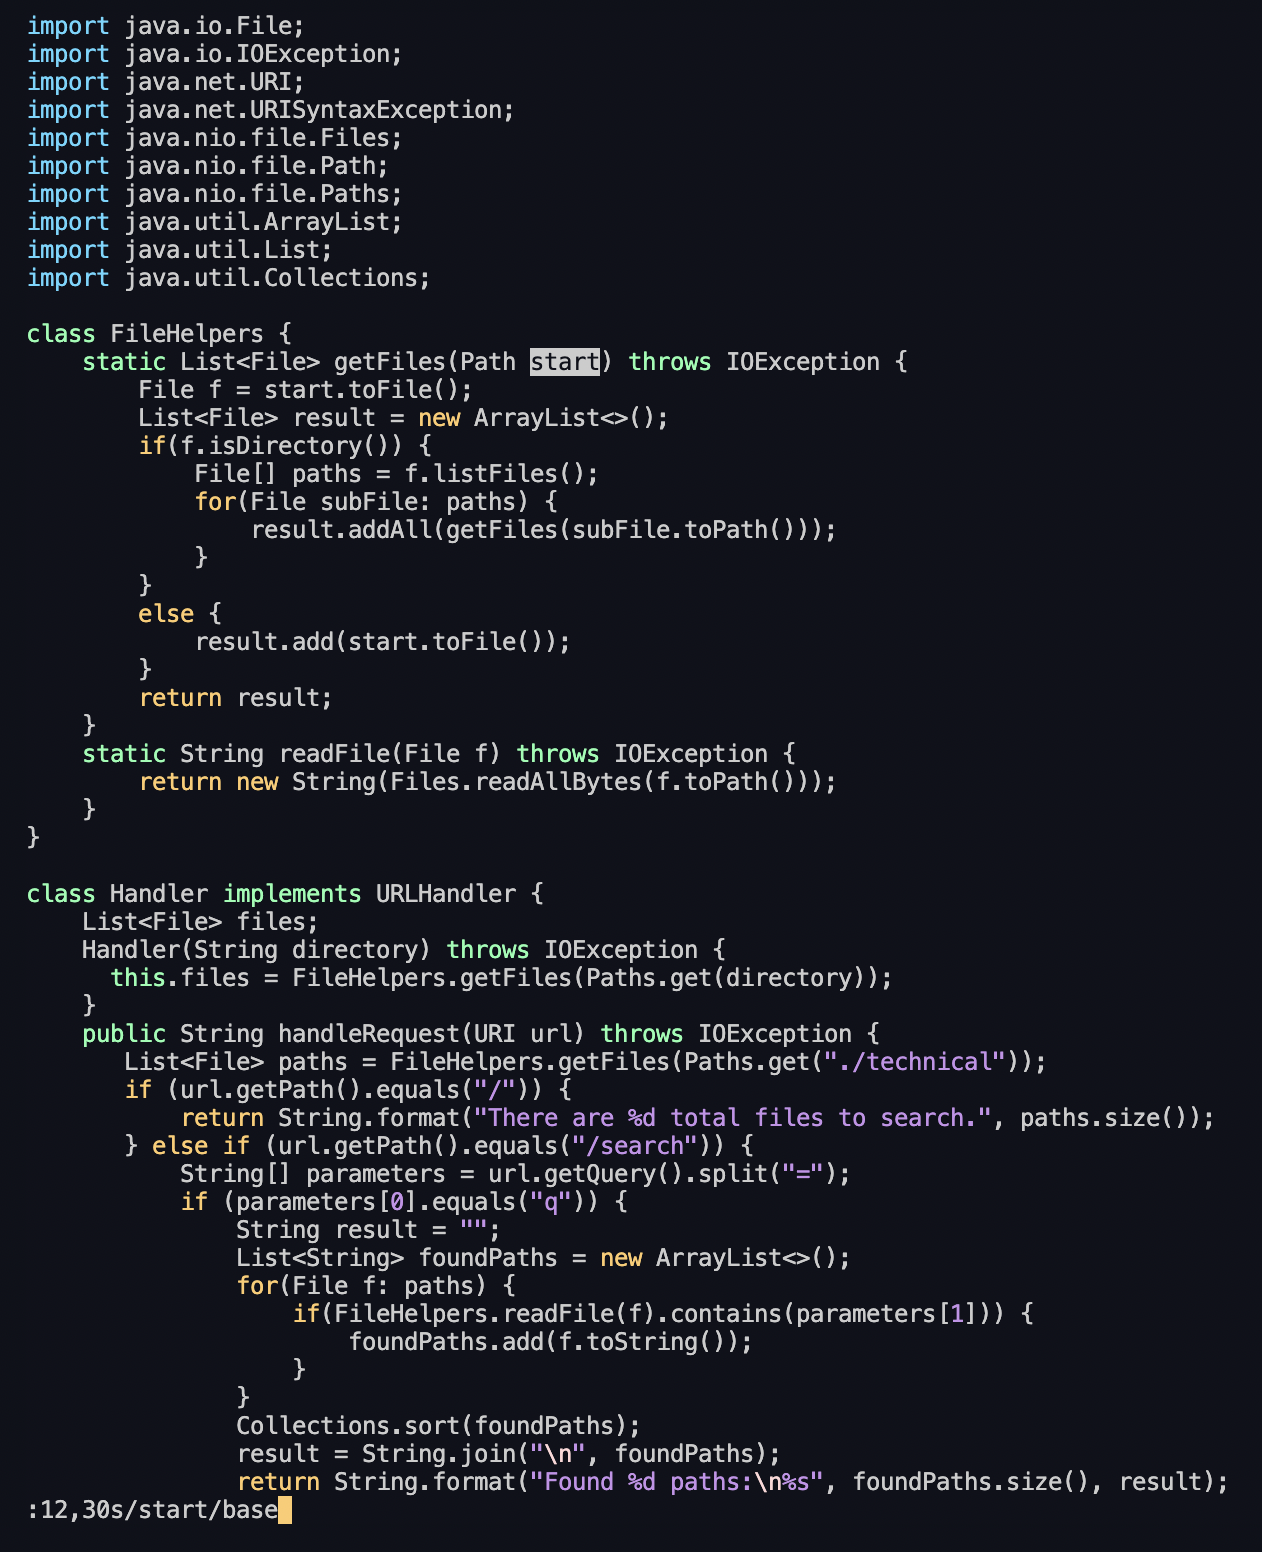 import java.io.File;
import java.io.IOException;
import java.net.URI;
import java.net.URISyntaxException;
import java.nio.file.Files;
import java.nio.file.Path;
import java.nio.file.Paths;
import java.util.ArrayList;
import java.util.List;
import java.util.Collections;

class FileHelpers {
    static List<File> getFiles(Path start) throws IOException {
        File f = start.toFile();
        List<File> result = new ArrayList<>();
        if(f.isDirectory()) {
            File[] paths = f.listFiles();
            for(File subFile: paths) {
                result.addAll(getFiles(subFile.toPath()));
            }
        }
        else {
            result.add(start.toFile());
        }
        return result;
    }
    static String readFile(File f) throws IOException {
        return new String(Files.readAllBytes(f.toPath()));
    }
}

class Handler implements URLHandler {
    List<File> files;
    Handler(String directory) throws IOException {
      this.files = FileHelpers.getFiles(Paths.get(directory));
    }
    public String handleRequest(URI url) throws IOException {
       List<File> paths = FileHelpers.getFiles(Paths.get("./technical"));
       if (url.getPath().equals("/")) {
           return String.format("There are %d total files to search.", paths.size());
       } else if (url.getPath().equals("/search")) {
           String[] parameters = url.getQuery().split("=");
           if (parameters[0].equals("q")) {
               String result = "";
               List<String> foundPaths = new ArrayList<>();
               for(File f: paths) {
                   if(FileHelpers.readFile(f).contains(parameters[1])) {
                       foundPaths.add(f.toString());
                   }
               }
               Collections.sort(foundPaths);
               result = String.join("\n", foundPaths);
               return String.format("Found %d paths:\n%s", foundPaths.size(), result);
:12,30s/start/base